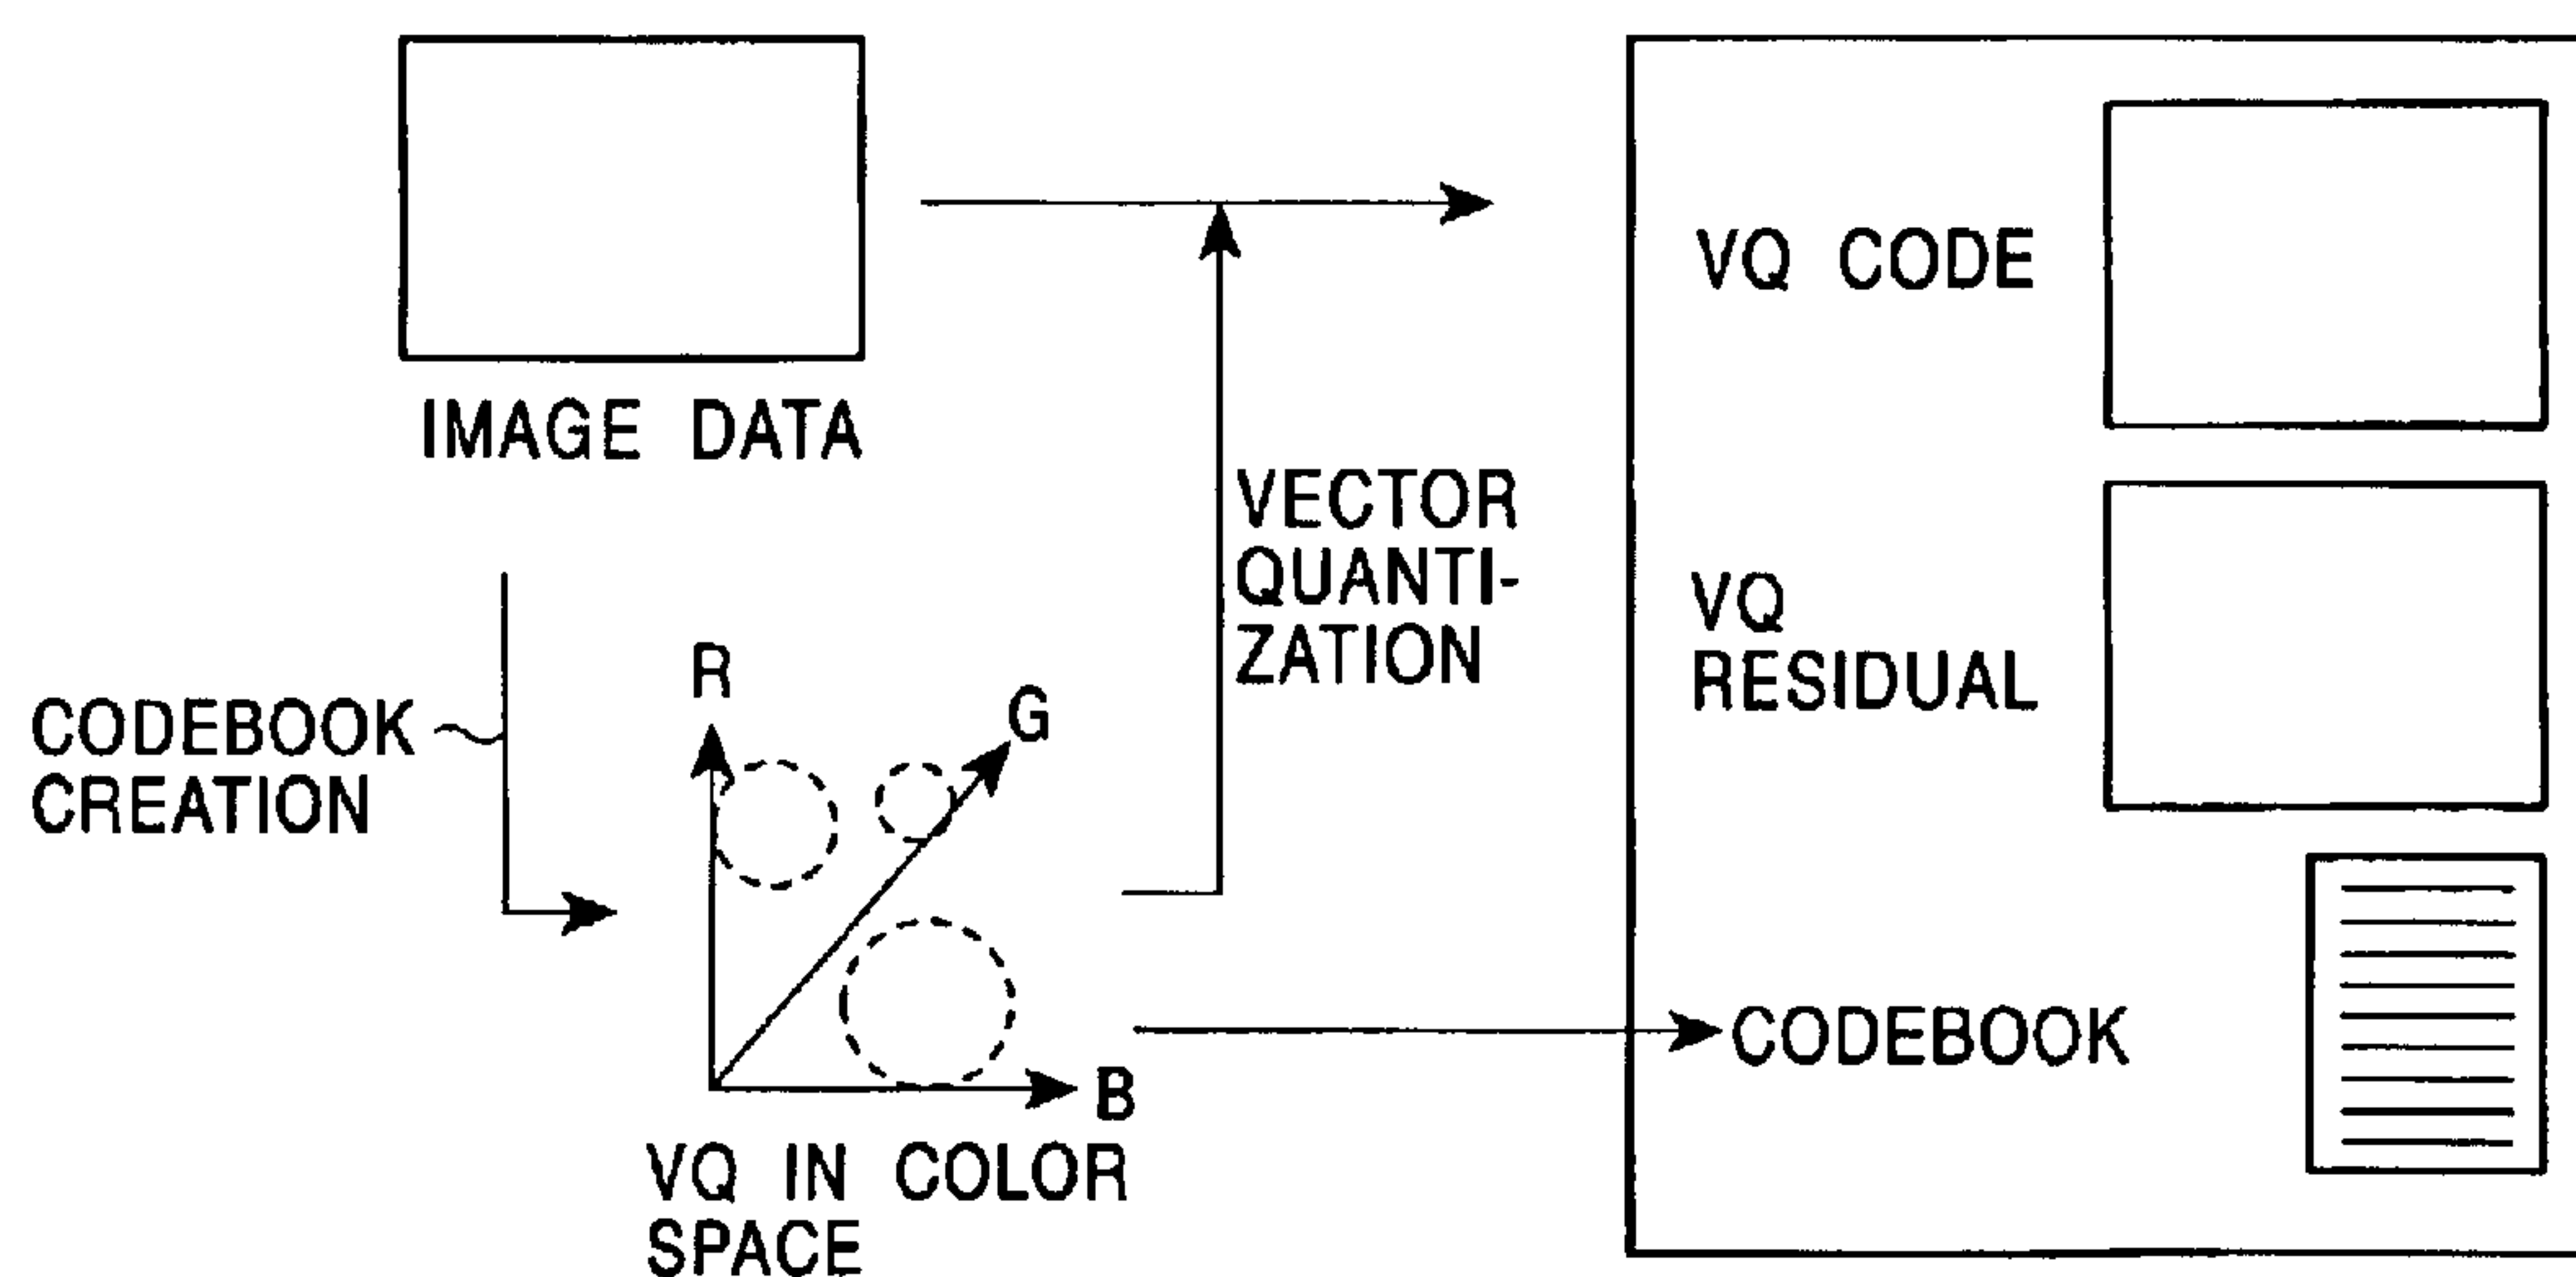 IMAGE DATA
CODEBOOK
CREATION
R
G
B
VQ IN COLOR
SPACE
VECTOR
QUANTI-
ZATION
VQ CODE
VQ
RESIDUAL
CODEBOOK